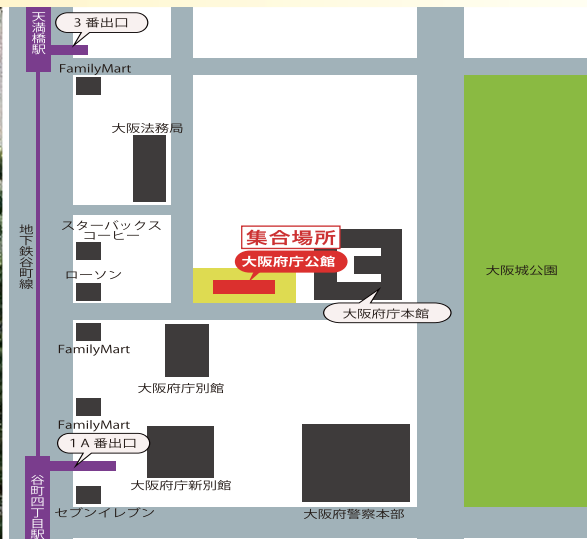 天満橋駅
3番出口
FamilyMart
大阪法務局
地下鉄谷町線
スターバックス
コーヒー
ローソン
集合場所
大阪府庁公館
大阪府庁本館
大阪城公園
FamilyMart
大阪府庁別館
FamilyMart
1A番出口
大阪府庁新別館
谷町四丁目駅
セブンイレブン
大阪府警察本部